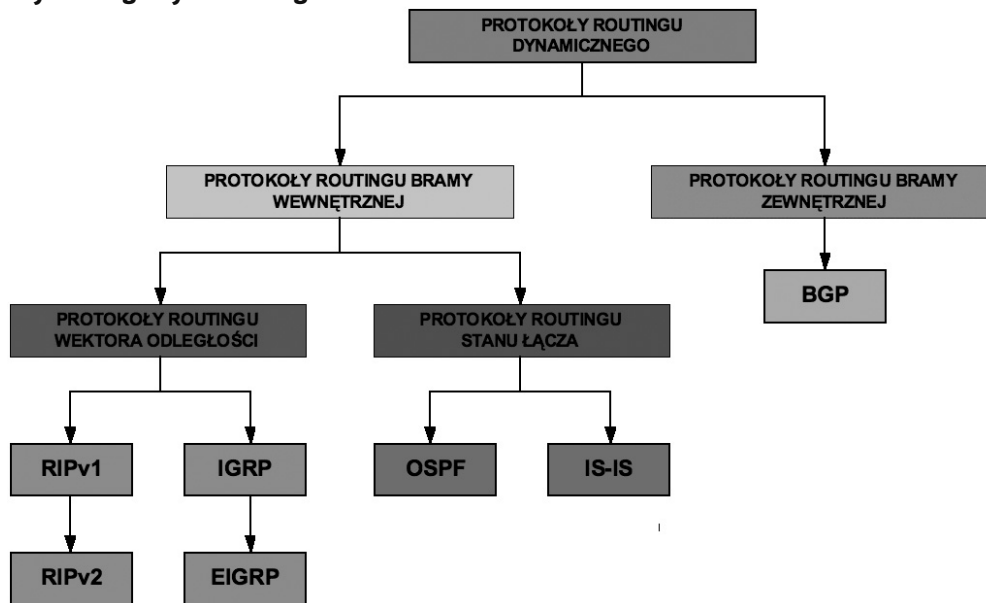 PROTOKOŁY ROUTINGU
DYNAMICZNEGO
PROTOKOŁY ROUTINGU BRAMY
WEWNĘTRZNEJ
PROTOKOŁY ROUTINGU BRAMY
ZEWNĘTRZNEJ
BGP
PROTOKOŁY ROUTINGU
WEKTORA ODLEGŁOŚCI
PROTOKOŁY ROUTINGU
STANU ŁĄCZA
RIPv1
IGRP
OSPF
IS-IS
RIPv2
EIGRP